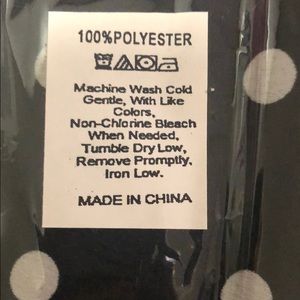 100%POLYESTER
Machine Wash Cold
Gentle, With Like
Colors,
Non-Chlorine Bleach
When Needed,
Tumble Dry Low,
Remove Promptly,
Iron Low.
MADE IN CHINA